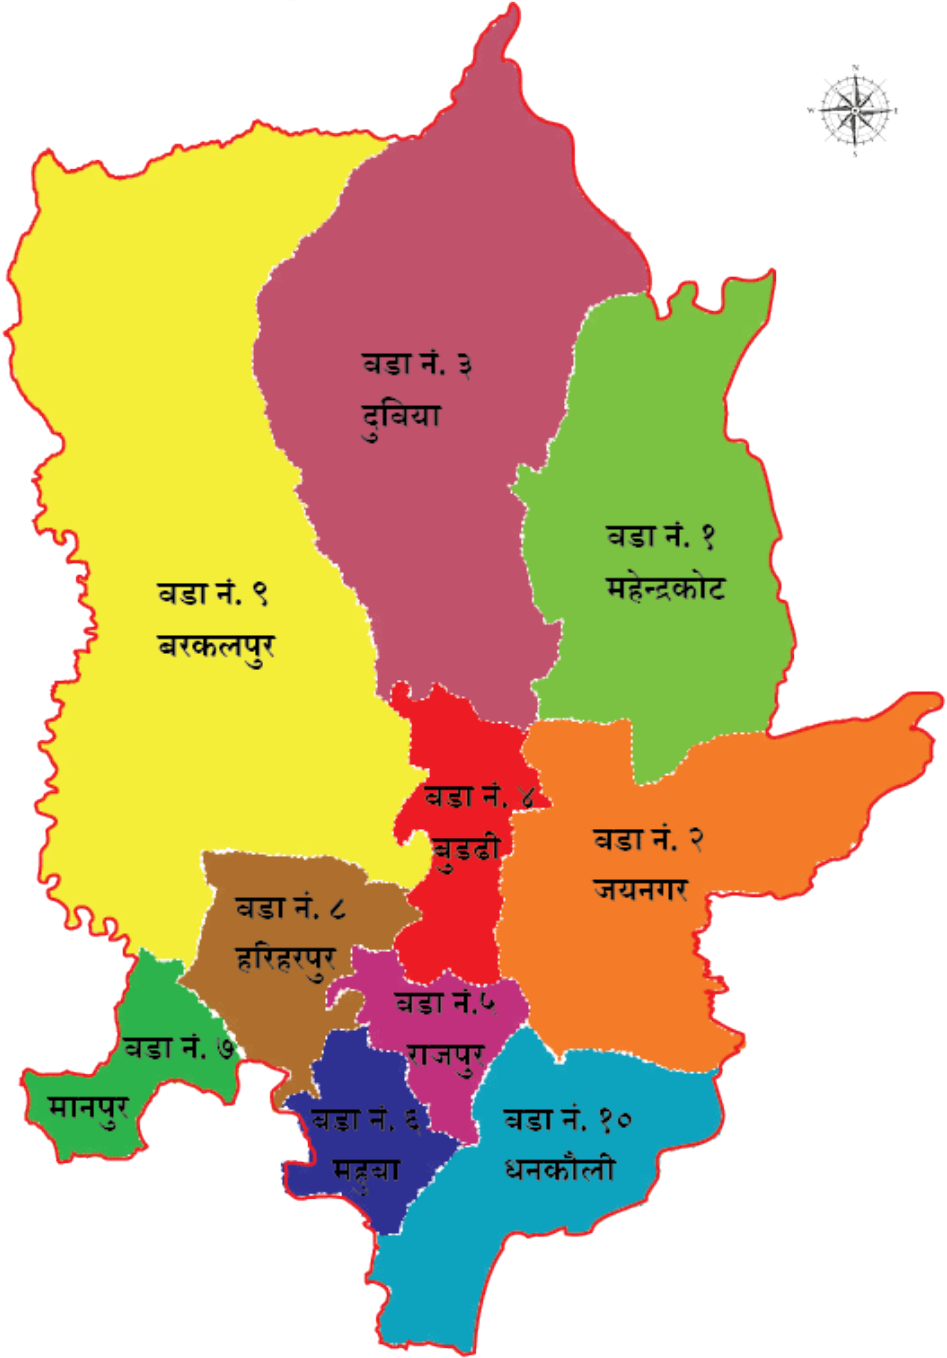 N
W
E
S
वडा नं. ३
दुबिया
वडा नं. १
महेन्द्रकोट
वडा नं. ९
बरकलपुर
वडा नं. ४
बुडढी
वडा नं. २
जयनगर
वडा नं. ८
हरिहरपुर
वडा नं.५
राजपुर
वडा नं. ७
मानपुर
वडा नं. ६
महुवा
वडा नं. १०
धनकौली